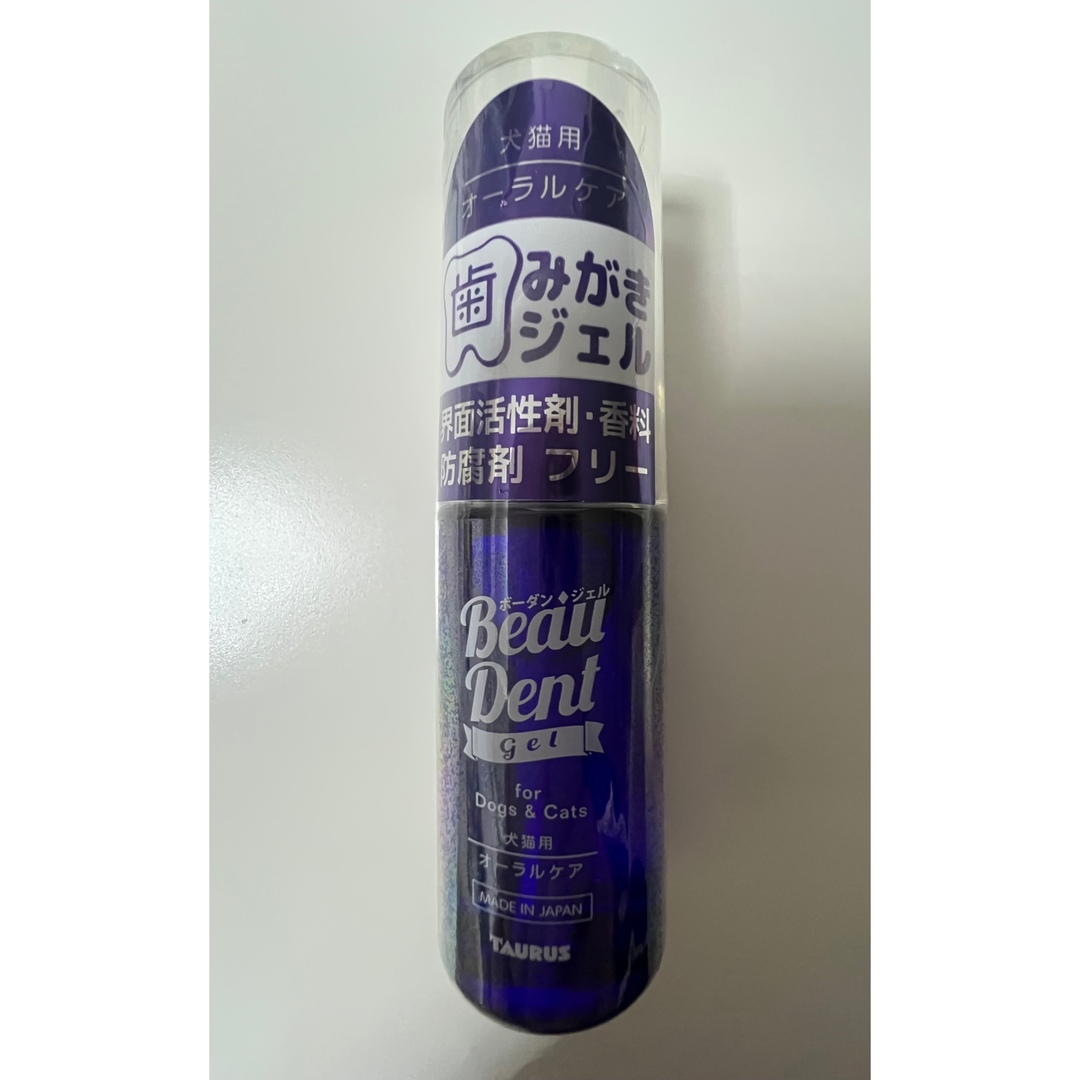 犬猫用
オーラルケア
歯みがき
ジェル
界面活性剤・香料
防腐剤 フリー
ボーダン♦ジェル
Beau
Dent
gel
for
Dogs & Cats
犬猫用
オーラルケア
MADE IN JAPAN
TAURUS